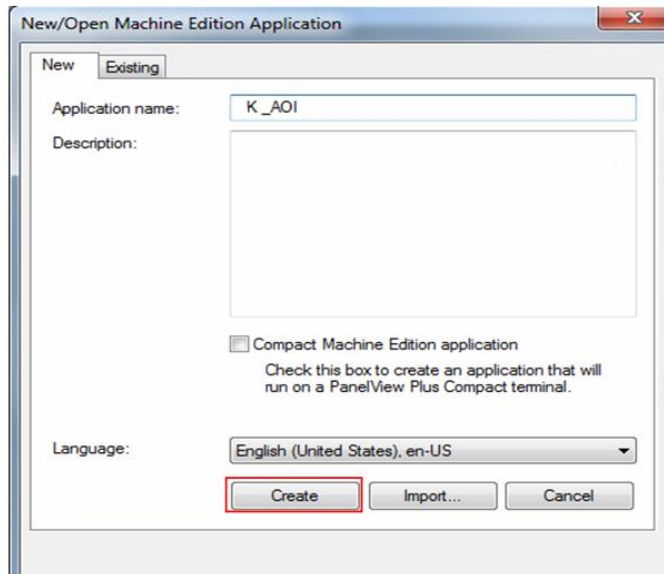 New/Open Machine Edition Application
New
Existing
Application name:
K _AOI
Description:
Compact Machine Edition application
Check this box to create an application that will
run on a PanelView Plus Compact terminal.
Language:
English (United States), en-US
Create
Import...
Cancel